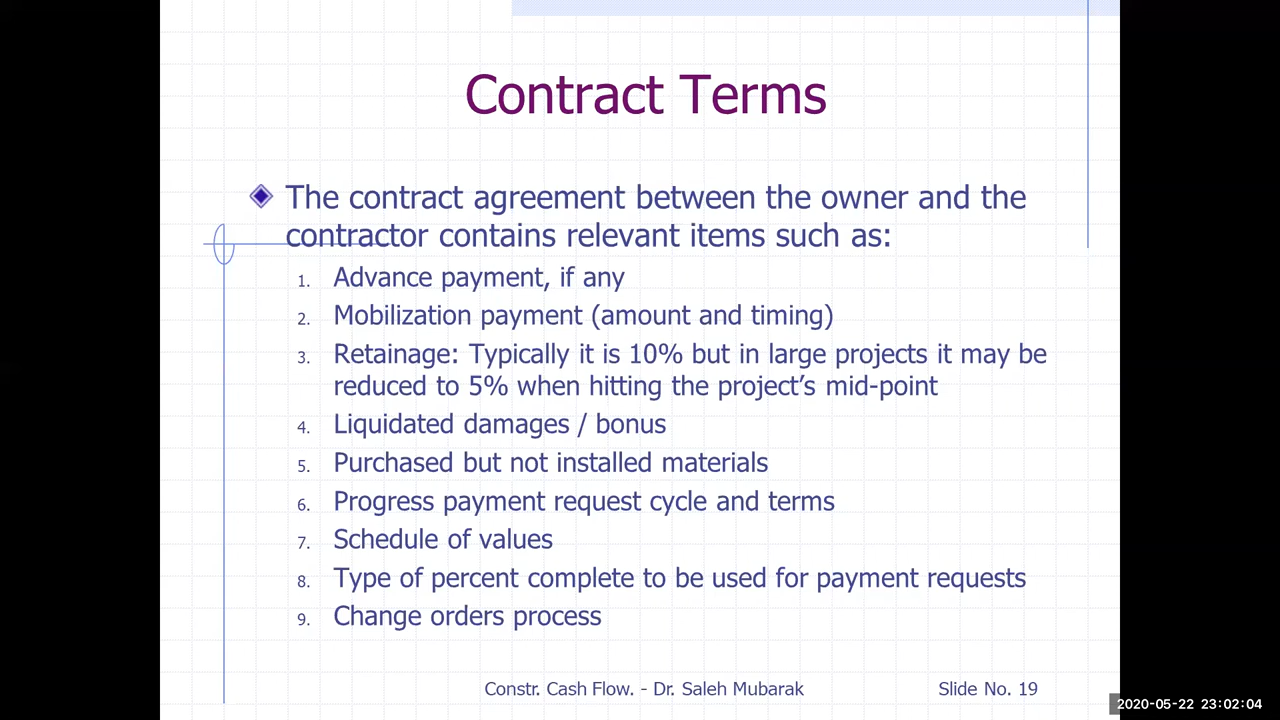 Contract Terms
The contract agreement between the owner and the
contractor contains relevant items such as:
1. Advance payment, if any
2. Mobilization payment (amount and timing)
3. Retainage: Typically it is 10% but in large projects it may be
reduced to 5% when hitting the project’s mid-point
4. Liquidated damages / bonus
5. Purchased but not installed materials
6. Progress payment request cycle and terms
7. Schedule of values
8. Type of percent complete to be used for payment requests
9. Change orders process
Constr. Cash Flow. - Dr. Saleh Mubarak
Slide No. 19
2020-05-22 23:02:04